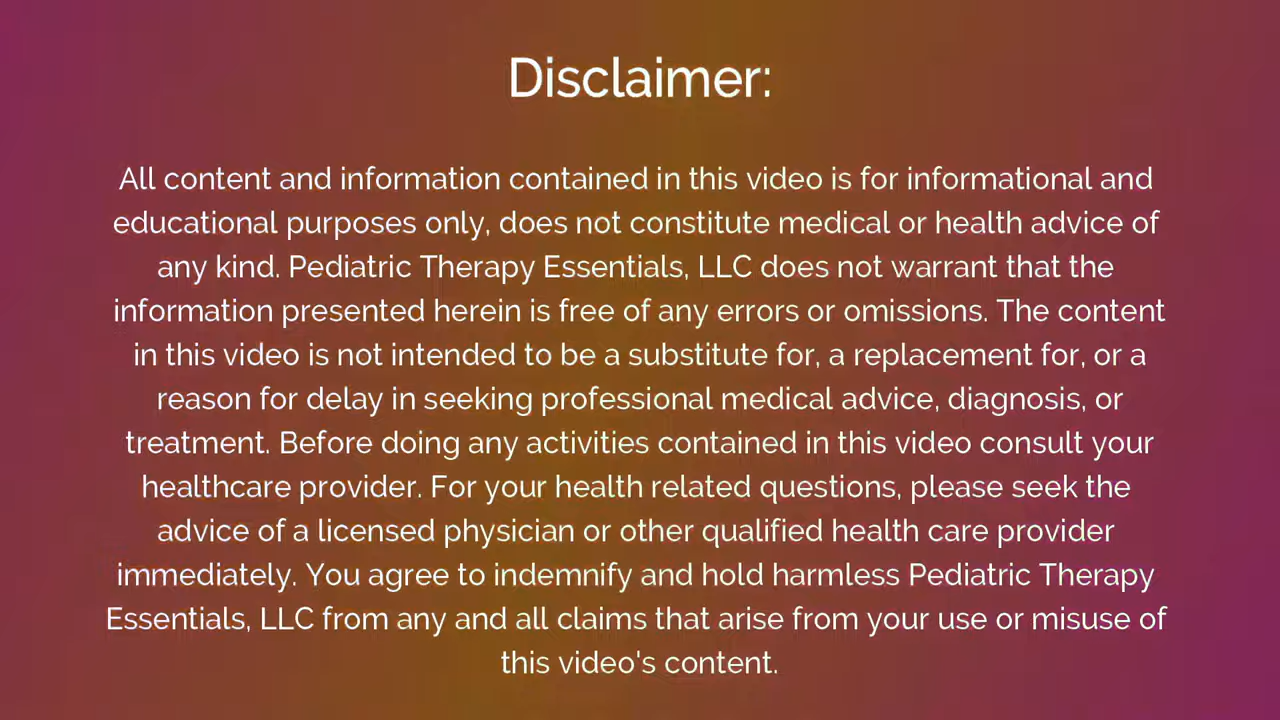 Disclaimer:
All content and information contained in this video is for informational and
educational purposes only, does not constitute medical or health advice of
any kind. Pediatric Therapy Essentials, LLC does not warrant that the
information presented herein is free of any errors or omissions. The content
in this video is not intended to be a substitute for, a replacement for, or a
reason for delay in seeking professional medical advice, diagnosis, or
treatment. Before doing any activities contained in this video consult your
healthcare provider. For your health related questions, please seek the
advice of a licensed physician or other qualified health care provider
immediately. You agree to indemnify and hold harmless Pediatric Therapy
Essentials, LLC from any and all claims that arise from your use or misuse of
this video's content.